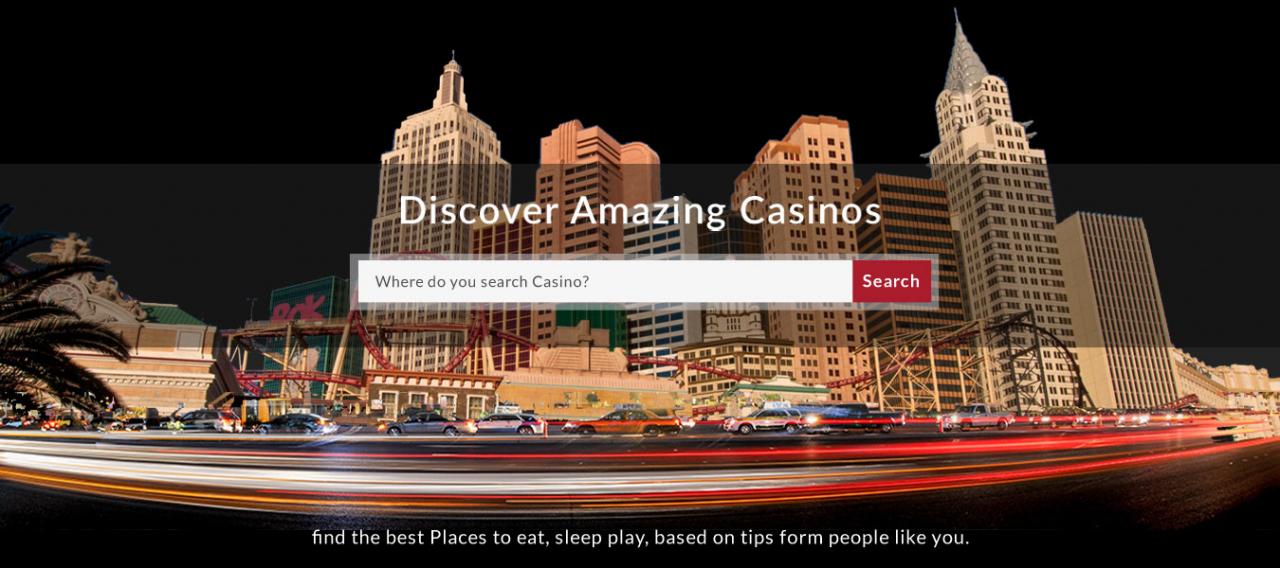 Discover Amazing Casinos
Where do you search Casino?
Search
ROK
find the best Places to eat, sleep play, based on tips form people like you.